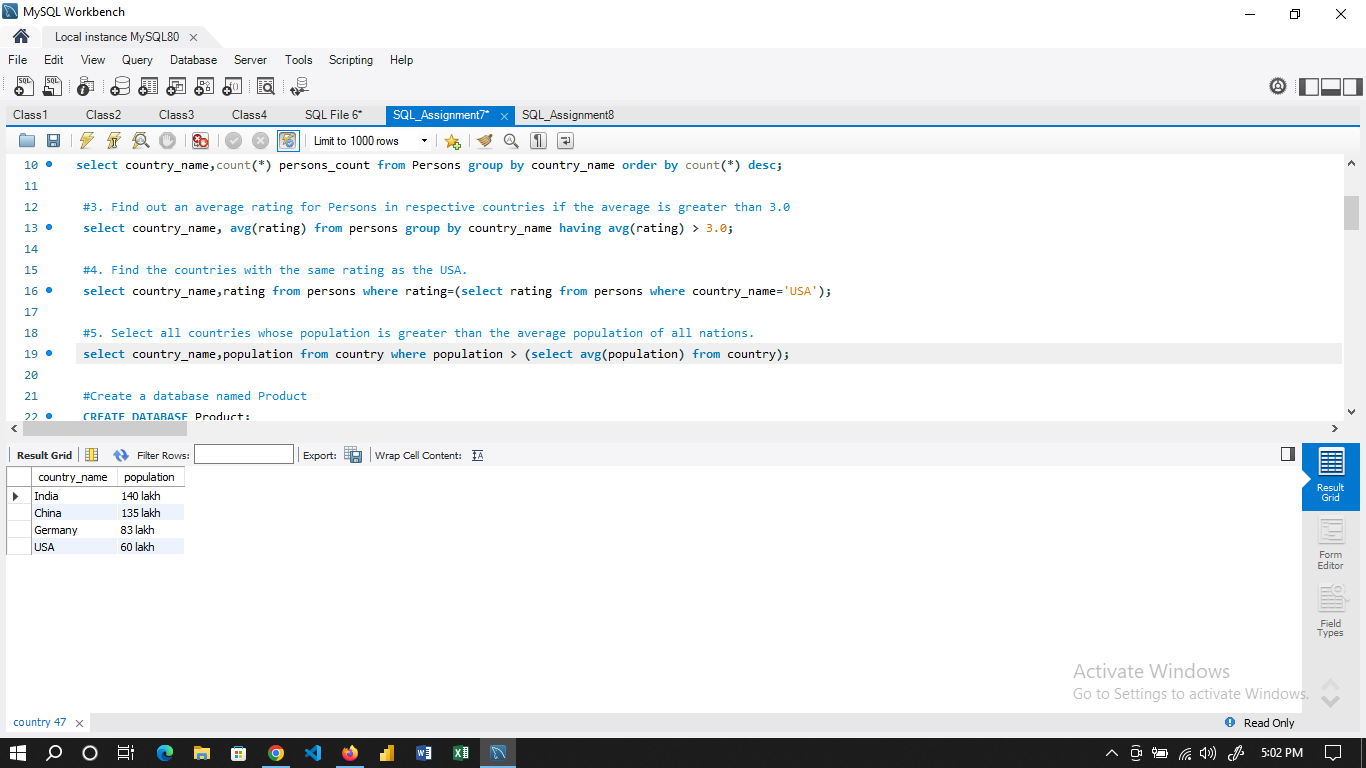 MySQL Workbench
Local instance MySQL80
File Edit View Query Database Server Tools Scripting Help
Class1 Class2 Class3 Class4 SQL File 6* SQL_Assignment7* SQL_Assignment8
Limit to 1000 rows
10 select country_name,count(*) persons_count from Persons group by country_name order by count(*) desc;
11
12 #3. Find out an average rating for Persons in respective countries if the average is greater than 3.0
13 select country_name, avg(rating) from persons group by country_name having avg(rating) > 3.0;
14
15 #4. Find the countries with the same rating as the USA.
16 select country_name,rating from persons where rating=(select rating from persons where country_name='USA');
17
18 #5. Select all countries whose population is greater than the average population of all nations.
19 select country_name,population from country where population > (select avg(population) from country);
20
21 #Create a database named Product
22 CREATE DATABASE Product;
Result Grid Filter Rows: Export: Wrap Cell Content:
country_name population
India 140 lakh
China 135 lakh
Germany 83 lakh
USA 60 lakh
Result
Grid
Form
Editor
Field
Types
Activate Windows
Go to Settings to activate Windows.
country 47
Read Only
5:02 PM